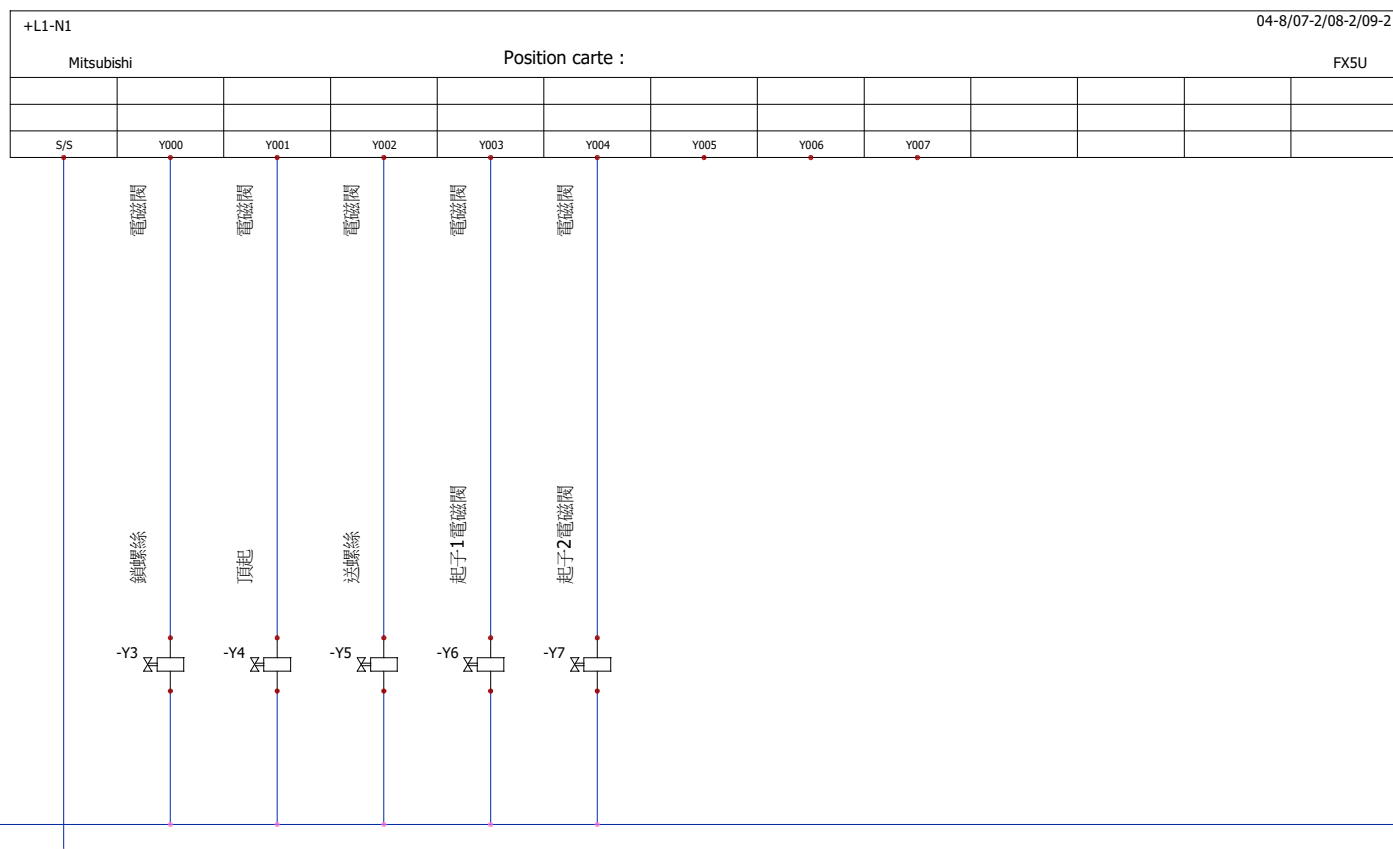 +L1-N1
04-8/07-2/08-2/09-2
Mitsubishi
Position carte :
FX5U
S/S
Y000
Y001
Y002
Y003
Y004
Y005
Y006
Y007
電磁閥
電磁閥
電磁閥
電磁閥
電磁閥
鎖螺絲
頂起
送螺絲
起子1電磁閥
起子2電磁閥
-Y3
-Y4
-Y5
-Y6
-Y7